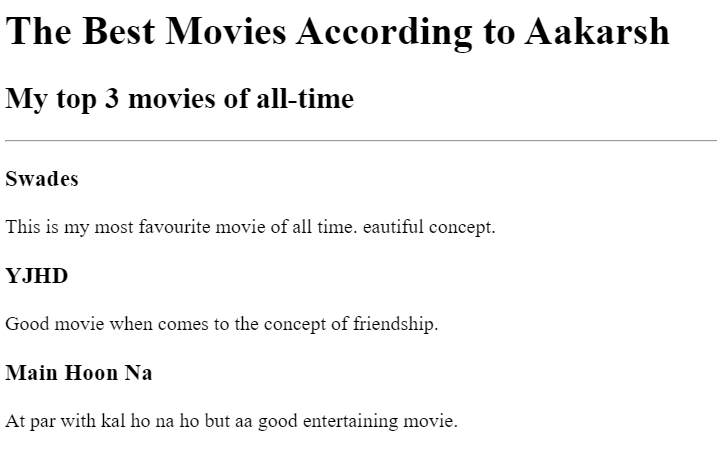 The Best Movies According to Aakarsh
My top 3 movies of all-time
Swades
This is my most favourite movie of all time. eautiful concept.
YJHD
Good movie when comes to the concept of friendship.
Main Hoon Na
At par with kal ho na ho but aa good entertaining movie.